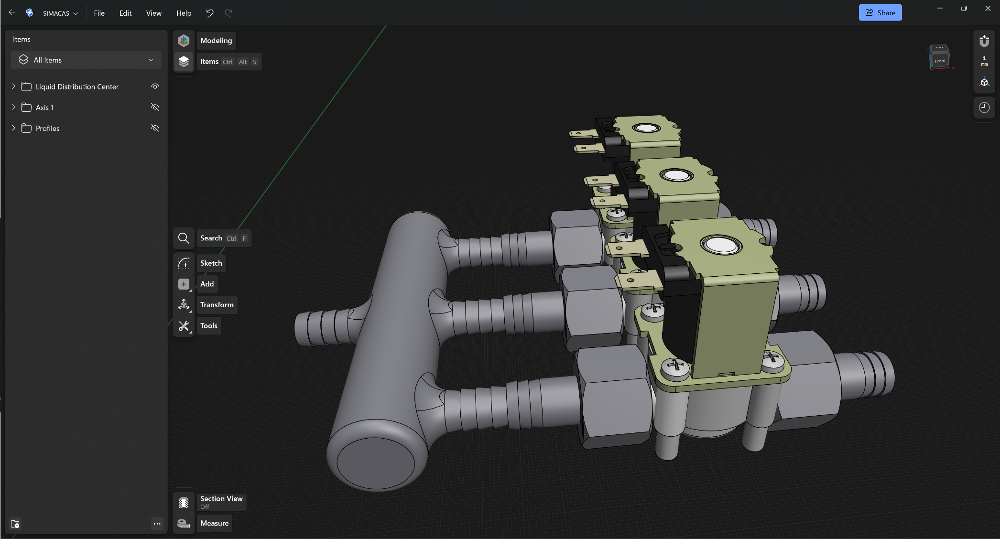 SIMACAS
File
Edit
View
Help
Share
Items
All Items
Liquid Distribution Center
Axis 1
Profiles
Modeling
Items Ctrl Alt S
Search Ctrl F
Sketch
Add
Transform
Tools
Section View
Off
Measure
Top
Front
X
1
mm